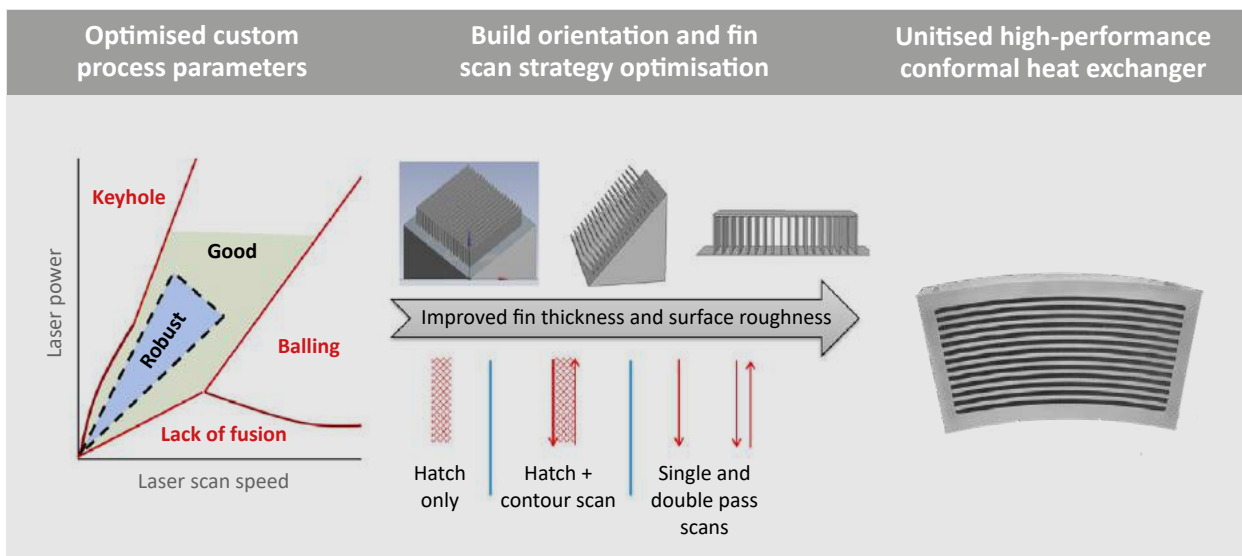 Optimised custom
process parameters
Build orientation and fin
scan strategy optimisation
Unitised high-performance
conformal heat exchanger
Laser power
Keyhole
Good
Robust
Balling
Lack of fusion
Laser scan speed
Improved fin thickness and surface roughness
Hatch
only
Hatch +
contour scan
Single and
double pass
scans